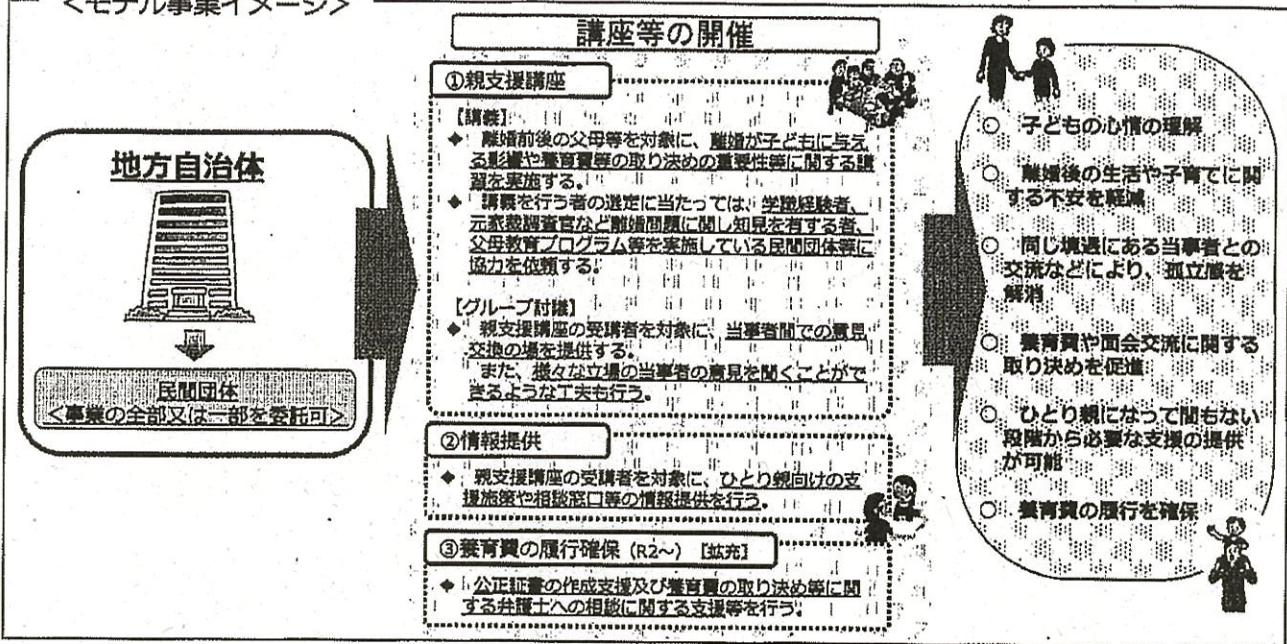 <モデル事業イメージ>
地方自治体
民間団体
<事業の全部又は一部を委託可>
講座等の開催
①親支援講座
【講義】
◆ 離婚前後の父母等を対象に、離婚が子どもに与え
る影響や養育費等の取り決めの重要性等に関する講
習を実施する。
◆ 講義を行う者の選定に当たっては、学識経験者、
元家裁調査官など離婚問題に関し知見を有する者、
父母教育プログラム等を実施している民間団体等に
協力を依頼する。
【グループ討議】
◆ 親支援講座の受講者を対象に、当事者間での意見
交換の場を提供する。
また、様々な立場の当事者の意見を聞くことがで
きるような工夫も行う。
②情報提供
◆ 親支援講座の受講者を対象に、ひとり親向けの支
援施策や相談窓口等の情報提供を行う。
③養育費の履行確保 (R2~) 【拡充】
◆ 公正証書の作成支援及び養育費の取り決め等に関
する弁護士への相談に関する支援等を行う。
○ 子どもの心情の理解
○ 離婚後の生活や子育てに関
する不安を軽減
○ 同じ境遇にある当事者との
交流などにより、孤立感を
解消
○ 養育費や面会交流に関する
取り決めを促進
○ ひとり親になって間もない
段階から必要な支援の提供
が可能
○ 養育費の履行を確保